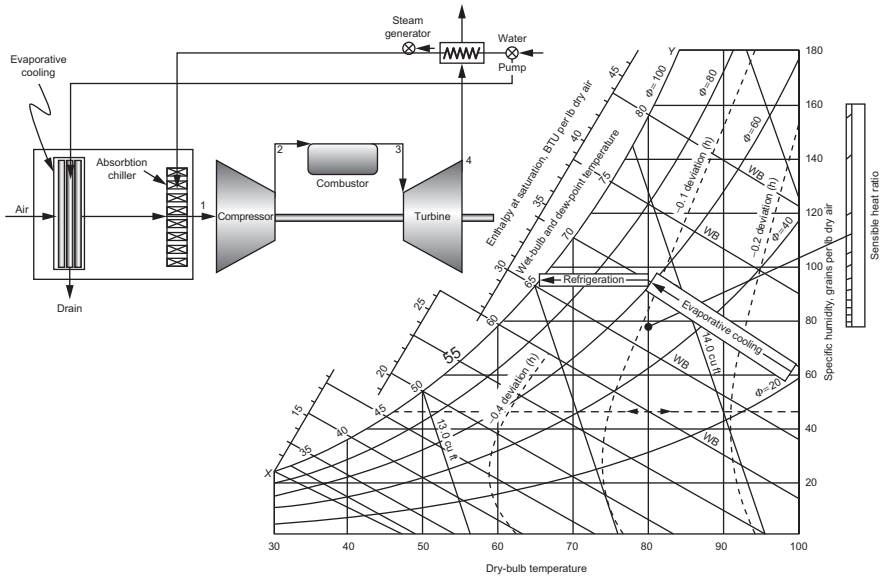 Steam
generator
Water
Pump
Evaporative
cooling
Absorbtion
chiller
Air
1
2
3
4
Compressor
Combustor
Turbine
Drain
Enthalpy at saturation, BTU per lb dry air
Wet-bulb and dew-point temperature
15
20
25
30
35
40
45
X
Y
35
40
45
50
55
60
65
70
75
80
Φ=100
Φ=80
Φ=60
Φ=40
Φ=20
WB
WB
WB
WB
WB
–0.1 deviation (h)
–0.2 deviation (h)
–0.4 deviation (h)
13.0 cu ft
14.0 cu ft
Refrigeration
Evaporative cooling
180
160
140
120
100
80
60
40
20
Specific humidity, grains per lb dry air
Sensible heat ratio
30
40
50
60
70
80
90
100
Dry-bulb temperature